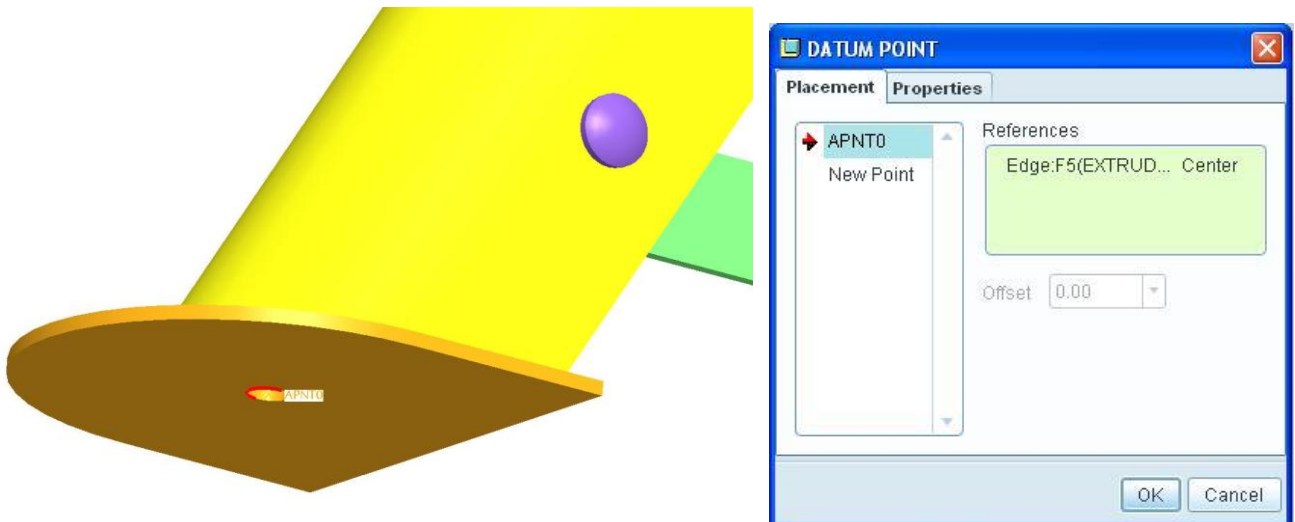 APNT0
DATUM POINT
Placement Properties
APNT0
New Point
References
Edge:F5(EXTRUD... Center
Offset 0.00
OK Cancel